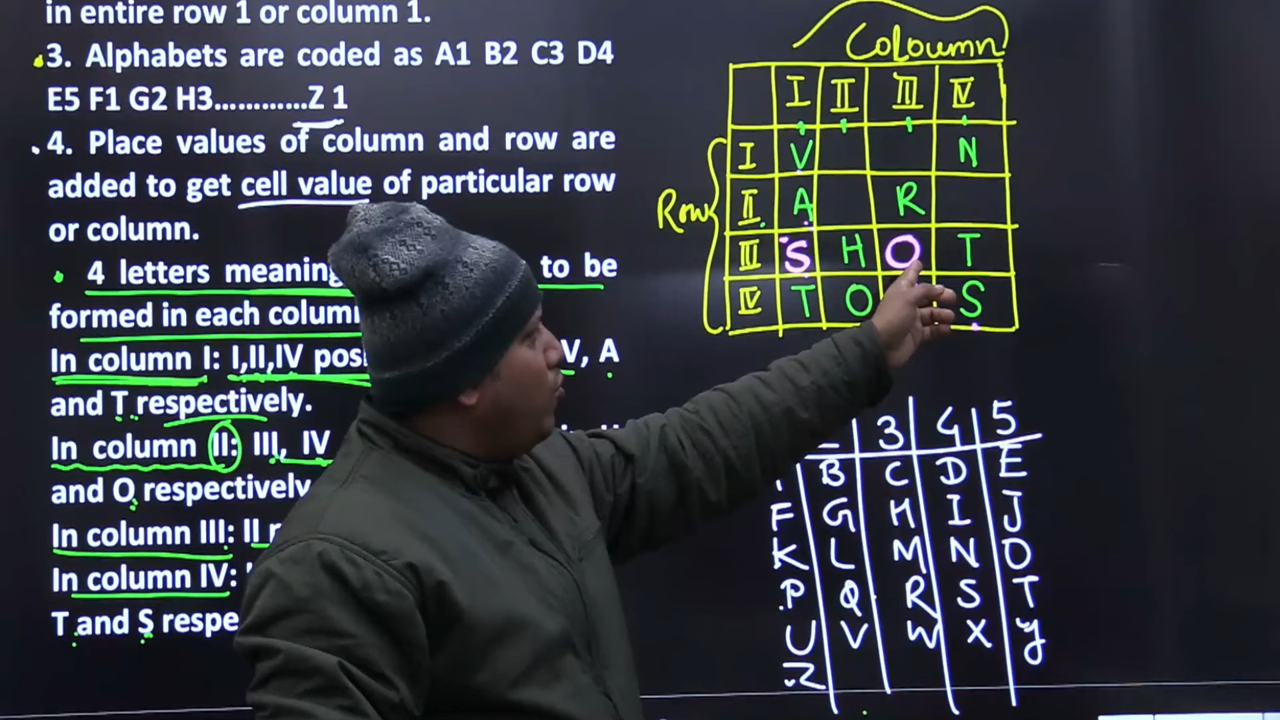 in entire row 1 or column 1.
3. Alphabets are coded as A1 B2 C3 D4
E5 F1 G2 H3............Z 1
4. Place values of column and row are
added to get cell value of particular row
or column.
4 letters to be
formed in each
In column I: I,II,IV V, A
and T respectively.
In column II: III, IV
and O respectively
In column III: II
In column IV:
T and S
Coloumn
I II III IV
Row
I V N
II A R
III S H O T
IV T O S
3 4 5
B C D E
F G H I J
K L M N O
P Q R S T
U V W X Y
Z